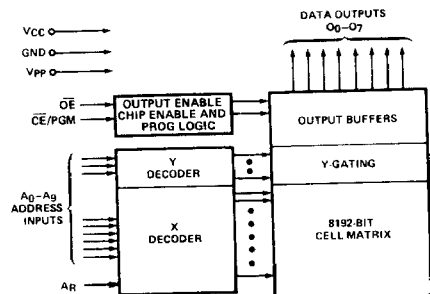 DATA OUTPUTS
O0–O7
VCC
GND
VPP
OE
CE/PGM
OUTPUT ENABLE
CHIP ENABLE AND
PROG LOGIC
OUTPUT BUFFERS
A0–A9
ADDRESS
INPUTS
Y
DECODER
Y-GATING
X
DECODER
8192-BIT
CELL MATRIX
AR